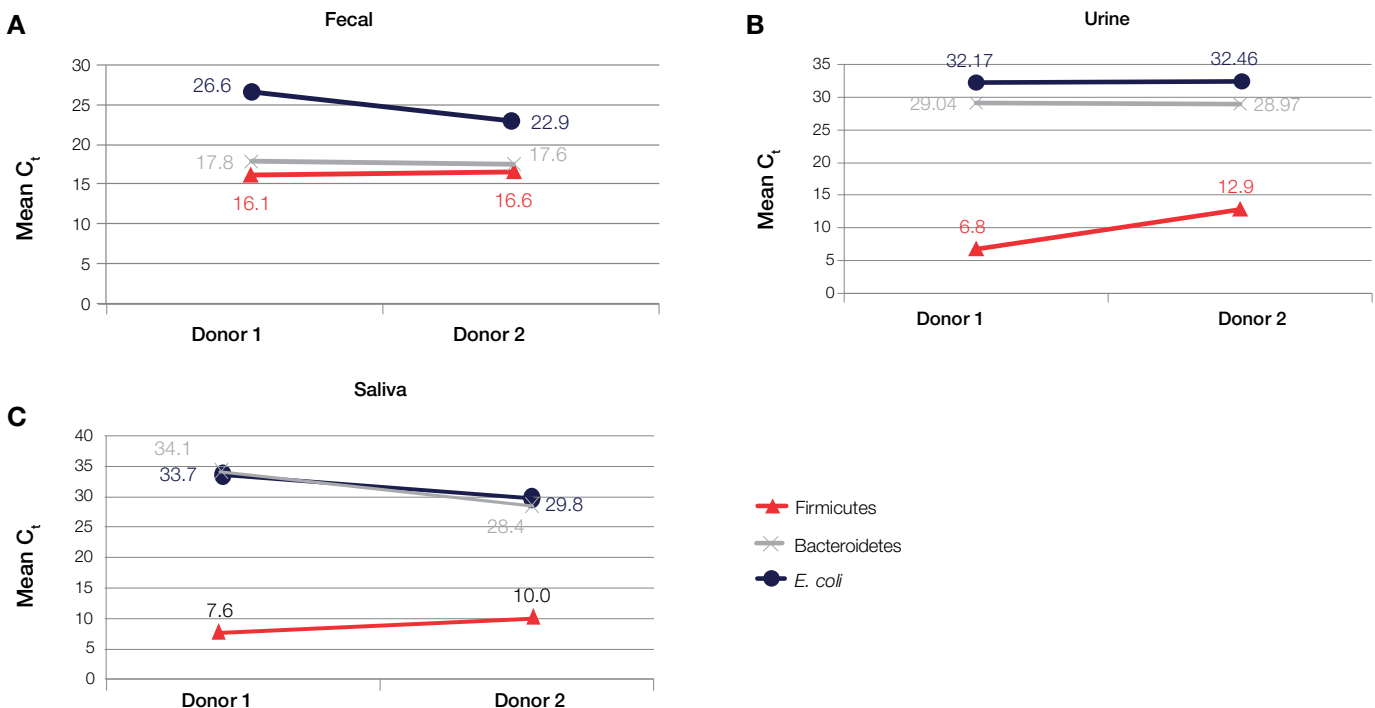 A
Fecal
Mean Ct
30
25
20
15
10
5
0
26.6
22.9
17.8
17.6
16.1
16.6
Donor 1
Donor 2
B
Urine
Mean Ct
35
30
25
20
15
10
5
0
32.17
32.46
29.04
28.97
6.8
12.9
Donor 1
Donor 2
C
Saliva
Mean Ct
40
35
30
25
20
15
10
5
0
34.1
33.7
29.8
28.4
7.6
10.0
Donor 1
Donor 2
Firmicutes
Bacteroidetes
E. coli